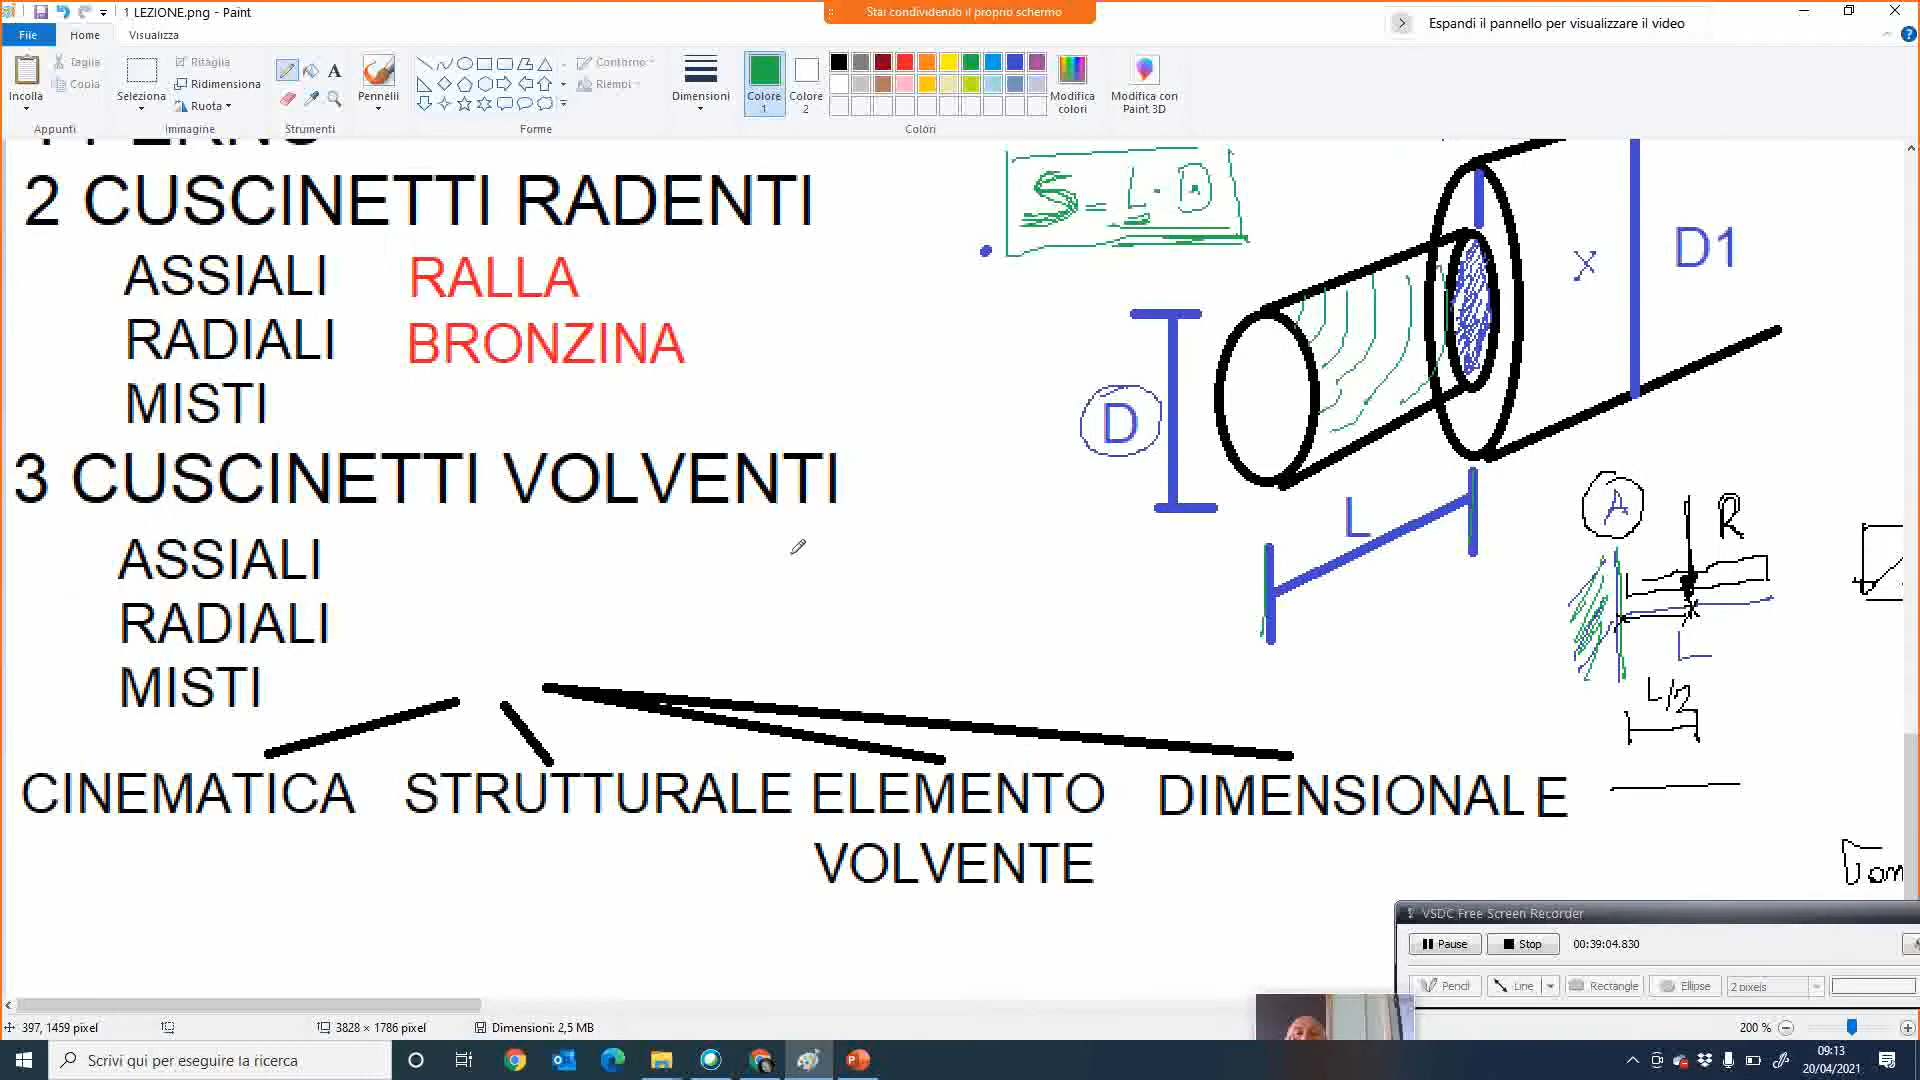 1 LEZIONE.png - Paint
Stai condividendo il proprio schermo
Espandi il pannello per visualizzare il video
File
Home
Visualizza
Incolla
Taglia
Copia
Appunti
Seleziona
Ritaglia
Ridimensiona
Ruota
Immagine
A
Strumenti
Pennelli
Forme
Contorno
Riempi
Dimensioni
Colore 1
Colore 2
Colori
Modifica colori
Modifica con Paint 3D
2 CUSCINETTI RADENTI
ASSIALI RALLA
RADIALI BRONZINA
MISTI
3 CUSCINETTI VOLVENTI
ASSIALI
RADIALI
MISTI
CINEMATICA STRUTTURALE ELEMENTO DIMENSIONALE
VOLVENTE
S = L · D
D1
X
D
L
A
R
L
L/2
VSDC Free Screen Recorder
Pause
Stop
00:39:04.830
Pencil
Line
Rectangle
Ellipse
2 pixels
397, 1459 pixel
3828 × 1786 pixel
Dimensioni: 2,5 MB
200 %
Scrivi qui per eseguire la ricerca
09:13
20/04/2021